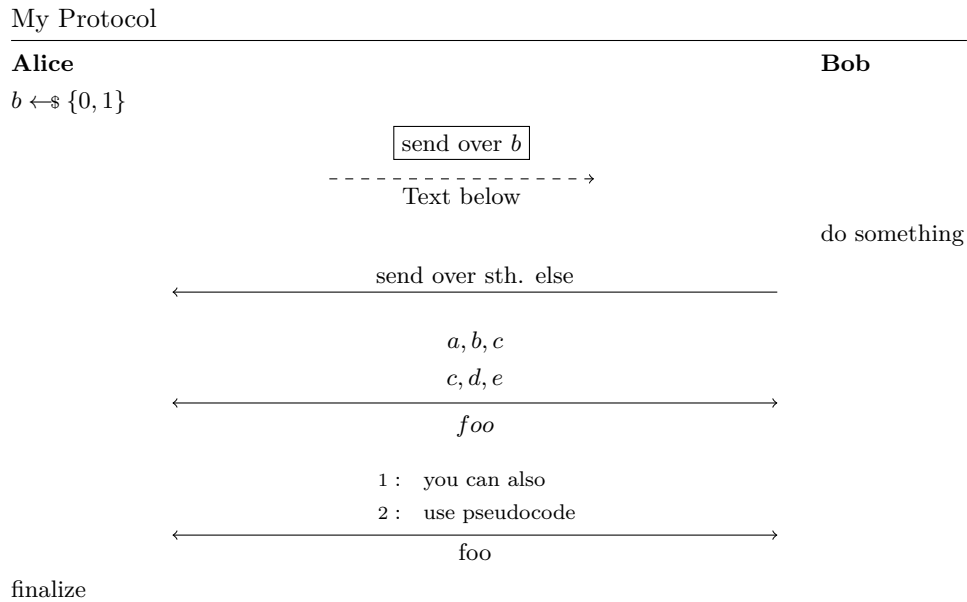 My Protocol
Alice Bob
b ←$ {0, 1}
send over b
Text below
do something
send over sth. else
a, b, c
c, d, e
foo
1 : you can also
2 : use pseudocode
foo
finalize